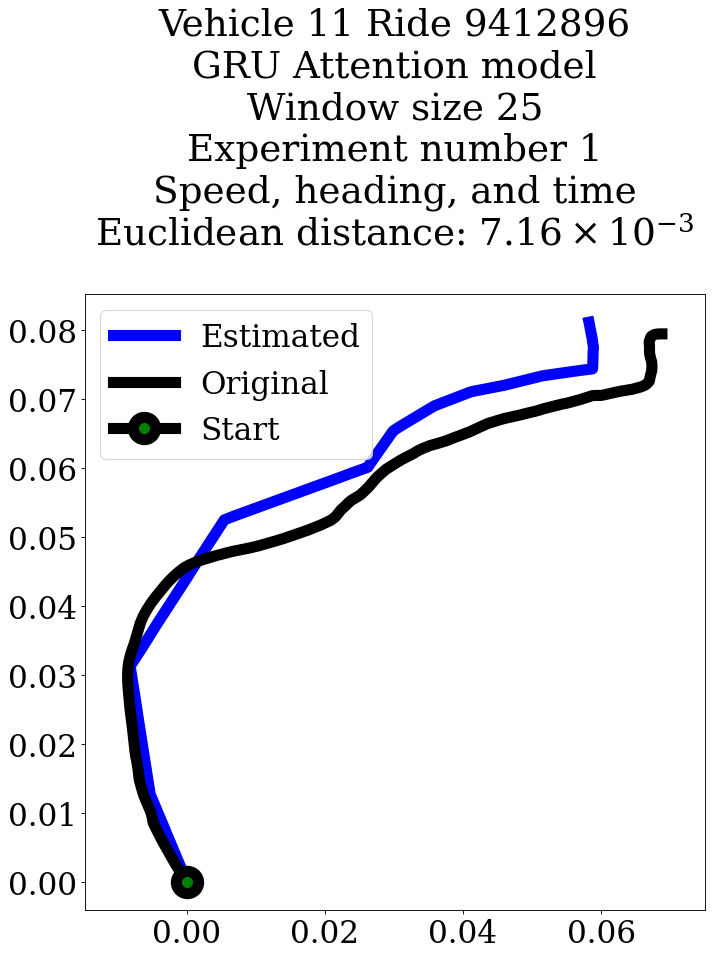 Vehicle 11 Ride 9412896
GRU Attention model
Window size 25
Experiment number 1
Speed, heading, and time
Euclidean distance: 7.16 × 10⁻³
Estimated
Original
Start
0.08
0.07
0.06
0.05
0.04
0.03
0.02
0.01
0.00
0.00 0.02 0.04 0.06